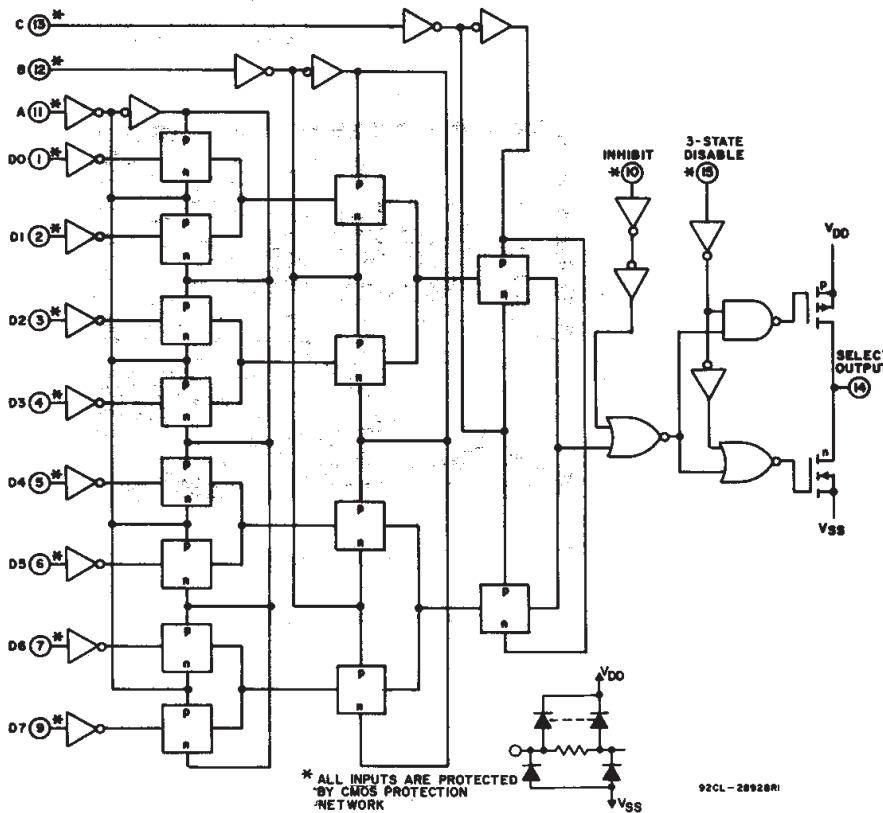 C 13 *
B 12 *
A 11 *
D0 1 *
D1 2 *
D2 3 *
D3 4 *
D4 5 *
D5 6 *
D6 7 *
D7 9 *
p
n
p
n
p
n
p
n
p
n
p
n
p
n
p
n
p
n
p
n
p
n
p
n
p
n
p
n
INHIBIT
* 10
3-STATE
DISABLE
* 15
VDD
p
SELECT
OUTPUT
14
n
VSS
VDD
VSS
* ALL INPUTS ARE PROTECTED
BY CMOS PROTECTION
NETWORK
92CL-28928R1